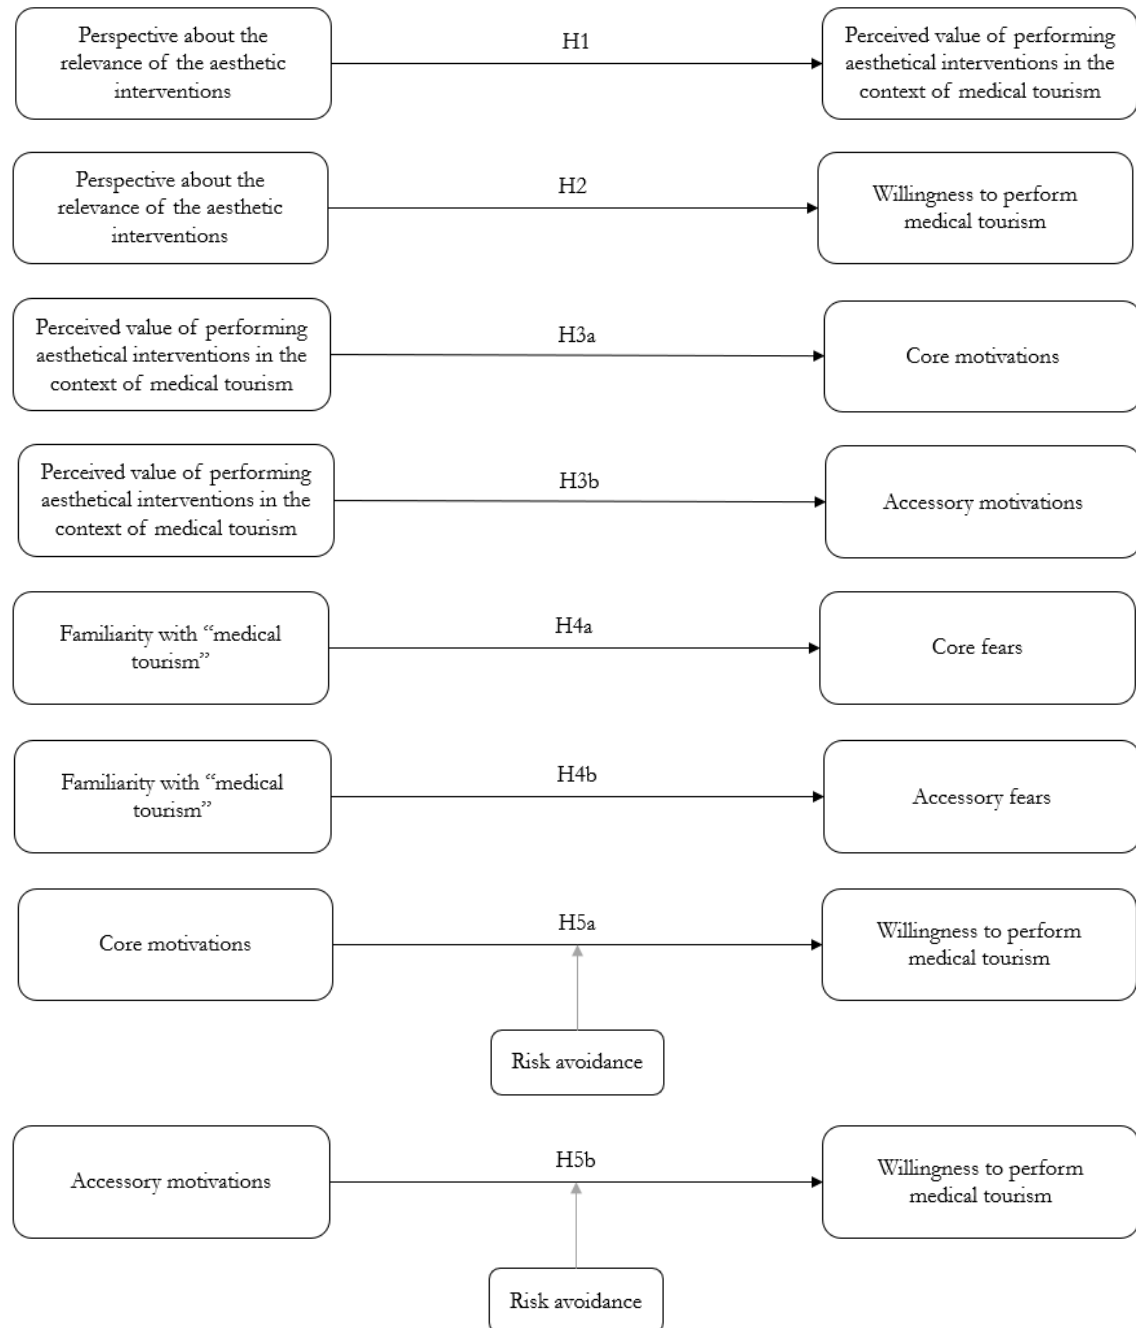 Perspective about the
relevance of the aesthetic
interventions
H1
Perceived value of performing
aesthetical interventions in the
context of medical tourism
Perspective about the
relevance of the aesthetic
interventions
H2
Willingness to perform
medical tourism
Perceived value of performing
aesthetical interventions in the
context of medical tourism
H3a
Core motivations
Perceived value of performing
aesthetical interventions in the
context of medical tourism
H3b
Accessory motivations
Familiarity with “medical
tourism”
H4a
Core fears
Familiarity with “medical
tourism”
H4b
Accessory fears
Core motivations
H5a
Willingness to perform
medical tourism
Risk avoidance
Accessory motivations
H5b
Willingness to perform
medical tourism
Risk avoidance